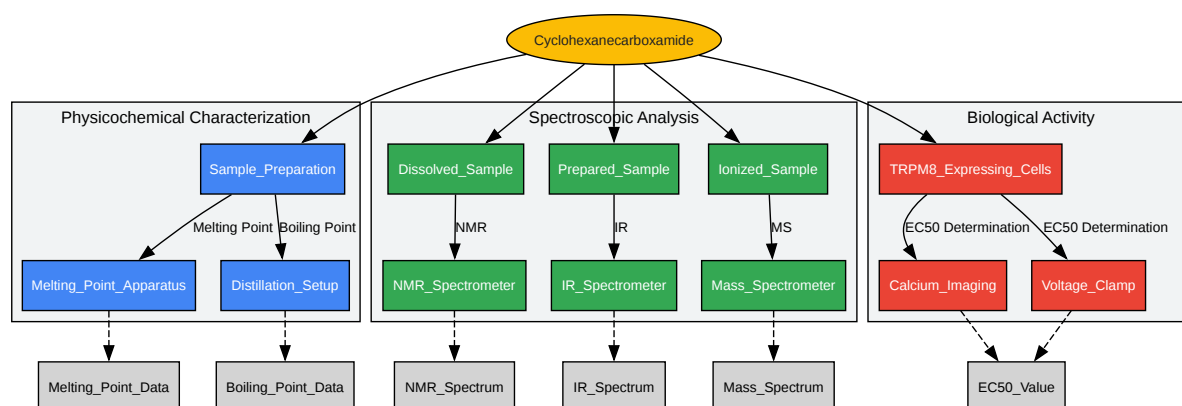 Cyclohexanecarboxamide
Physicochemical Characterization
Spectroscopic Analysis
Biological Activity
Sample_Preparation
Dissolved_Sample
Prepared_Sample
Ionized_Sample
TRPM8_Expressing_Cells
Melting Point
Boiling Point
NMR
IR
MS
EC50 Determination
EC50 Determination
Melting_Point_Apparatus
Distillation_Setup
NMR_Spectrometer
IR_Spectrometer
Mass_Spectrometer
Calcium_Imaging
Voltage_Clamp
Melting_Point_Data
Boiling_Point_Data
NMR_Spectrum
IR_Spectrum
Mass_Spectrum
EC50_Value